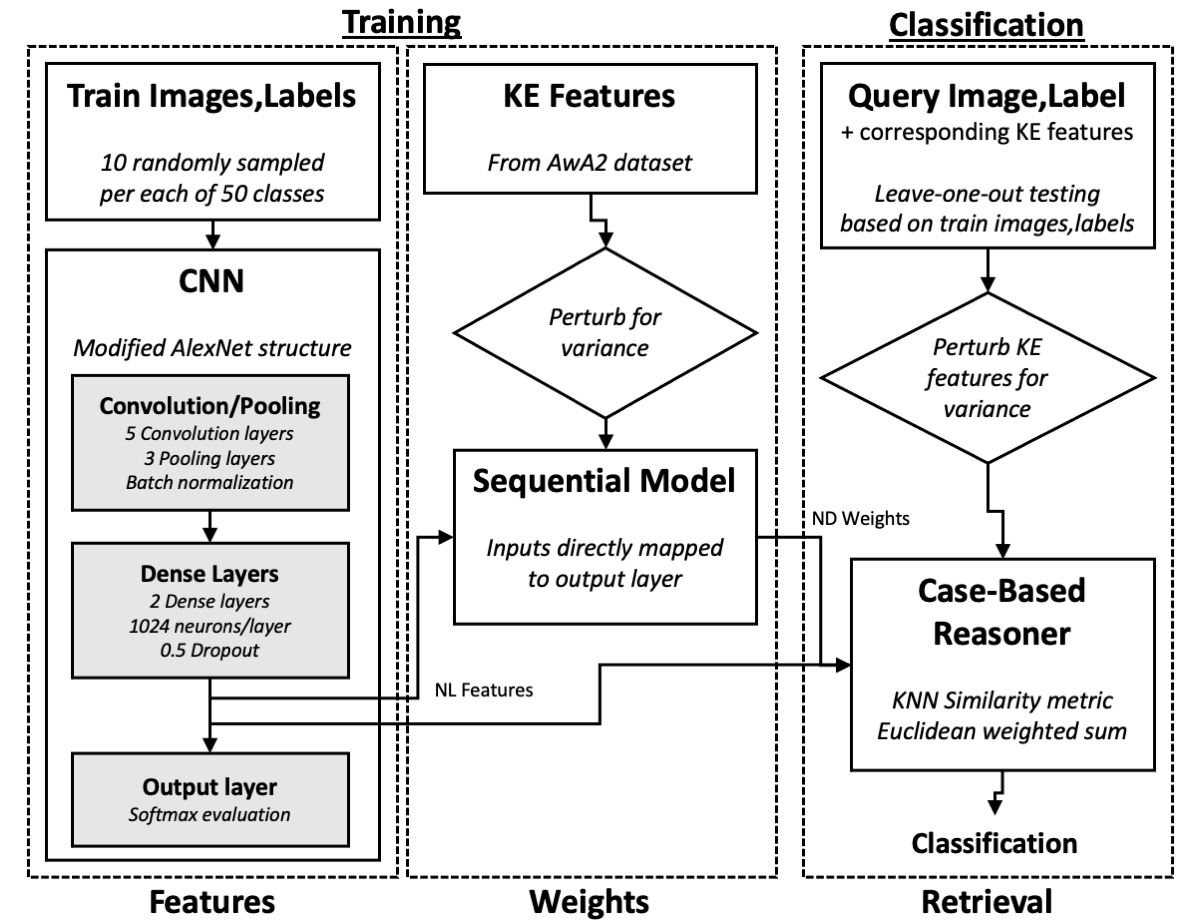 Training
Classification
Train Images,Labels
10 randomly sampled
per each of 50 classes
CNN
Modified AlexNet structure
Convolution/Pooling
5 Convolution layers
3 Pooling layers
Batch normalization
Dense Layers
2 Dense layers
1024 neurons/layer
0.5 Dropout
Output layer
Softmax evaluation
Features
KE Features
From AwA2 dataset
Perturb for
variance
Sequential Model
Inputs directly mapped
to output layer
NL Features
Weights
Query Image,Label
+ corresponding KE features
Leave-one-out testing
based on train images,labels
Perturb KE
features for
variance
ND Weights
Case-Based
Reasoner
KNN Similarity metric
Euclidean weighted sum
Classification
Retrieval